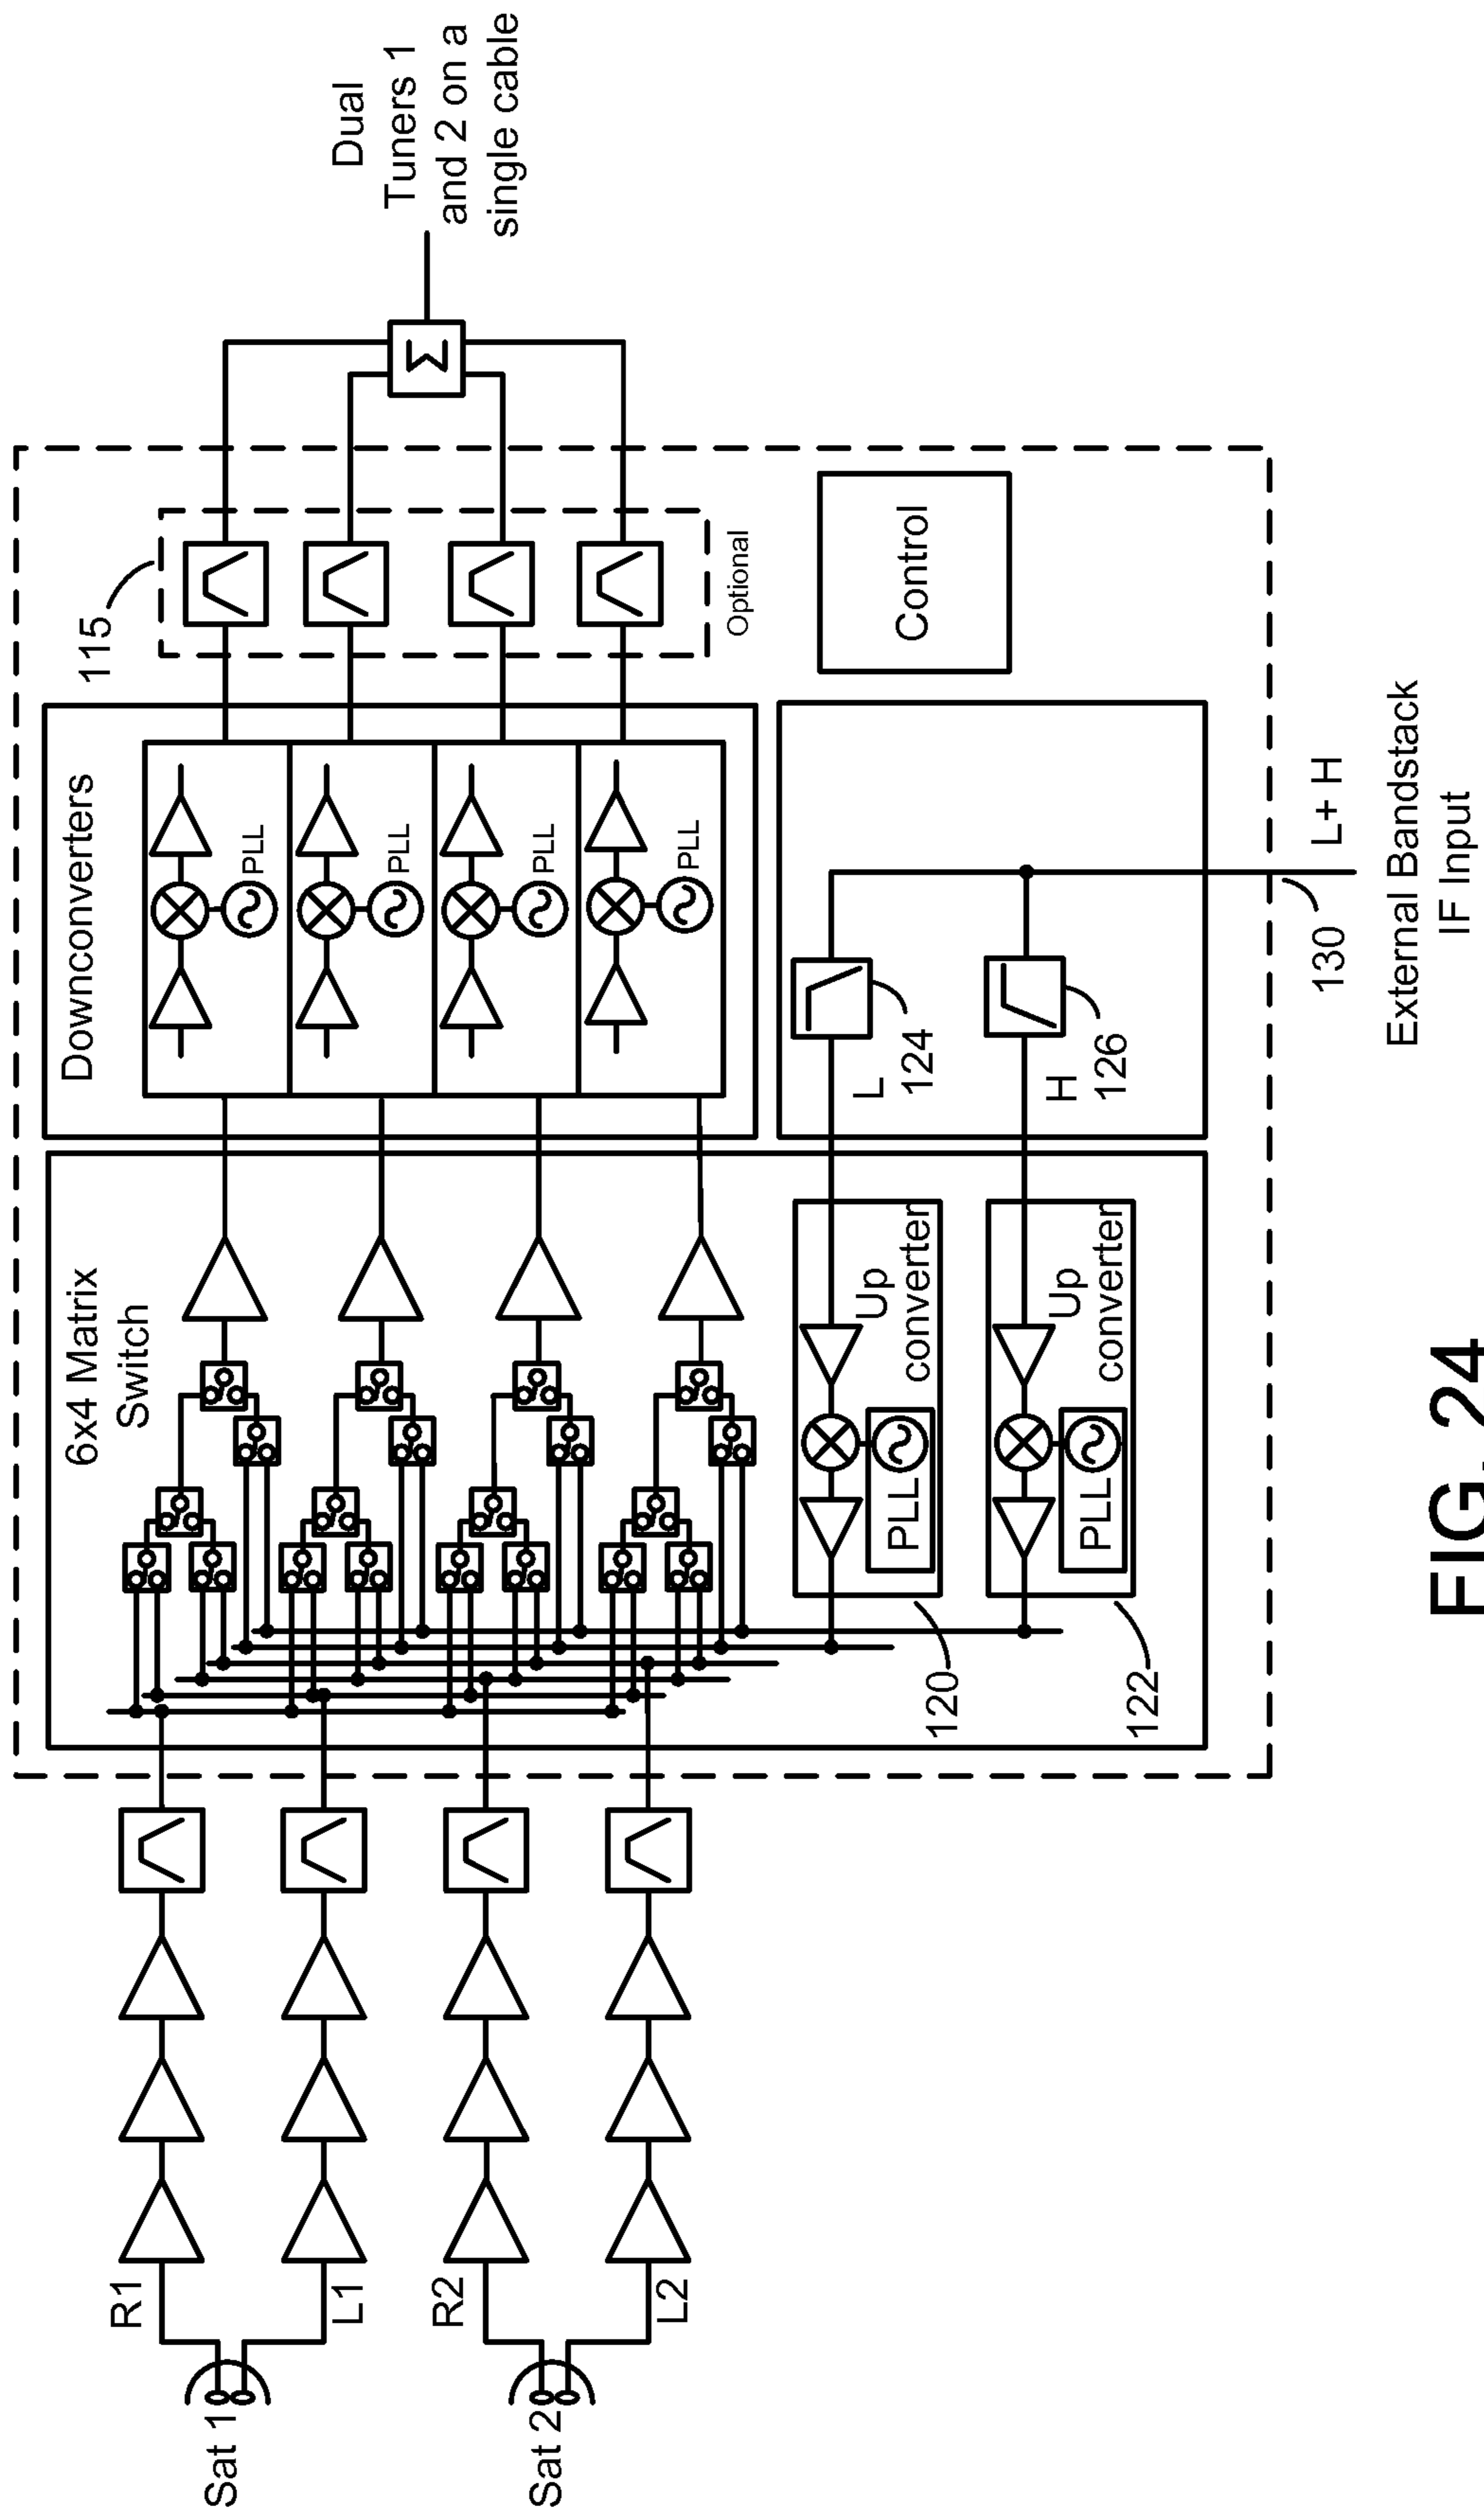 Sat 1
R1
L1
Sat 2
R2
L2
6x4 Matrix
Switch
Downconverters
PLL
PLL
PLL
PLL
115
Optional
Dual
Tuners 1
and 2 on a
single cable
Control
Up
converter
PLL
120
L
124
Up
converter
PLL
122
H
126
130
L+ H
External Bandstack
IF Input
FIG. 24